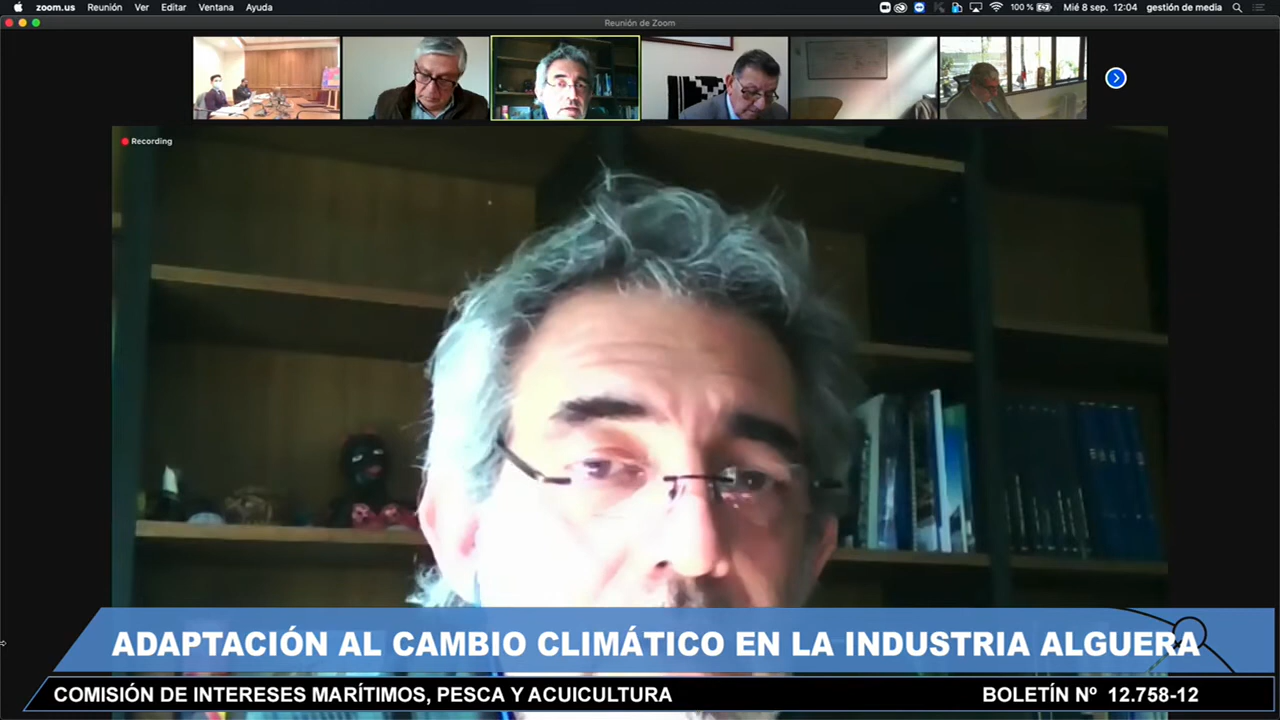 zoom.us Reunión Ver Editar Ventana Ayuda 100 % Mié 8 sep. 12:04 gestión de media
Reunión de Zoom
Recording
ADAPTACIÓN AL CAMBIO CLIMÁTICO EN LA INDUSTRIA ALGUERA
COMISIÓN DE INTERESES MARÍTIMOS, PESCA Y ACUICULTURA BOLETÍN Nº 12.758-12